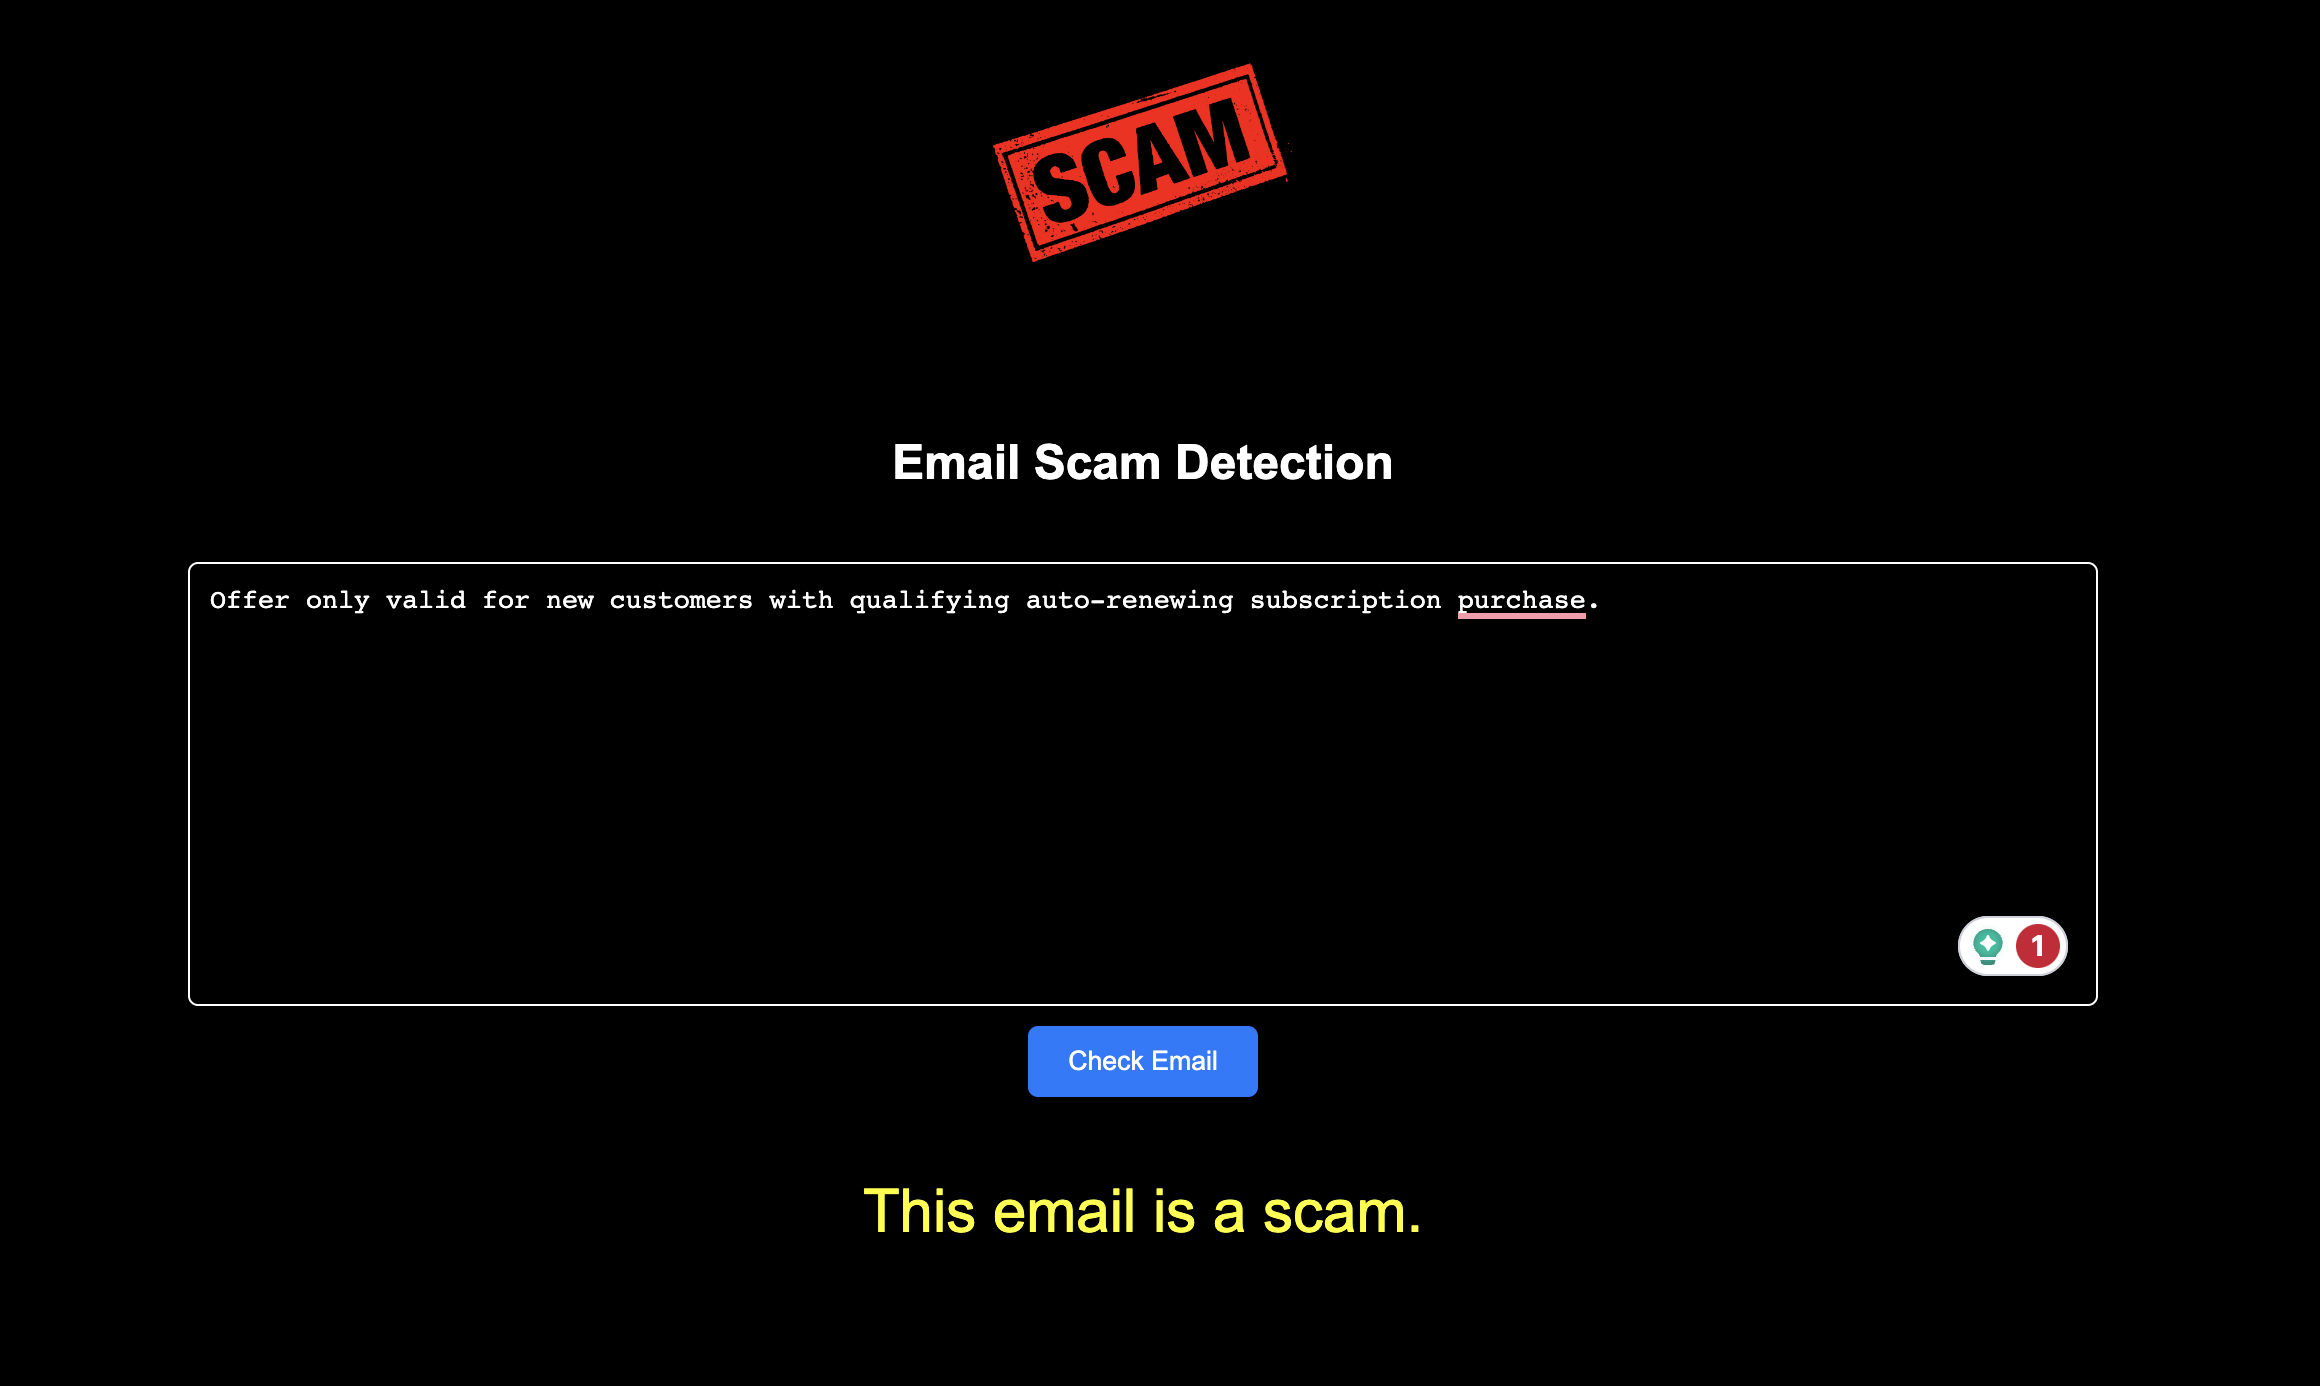 SCAM
Email Scam Detection
Offer only valid for new customers with qualifying auto-renewing subscription purchase.
1
Check Email
This email is a scam.